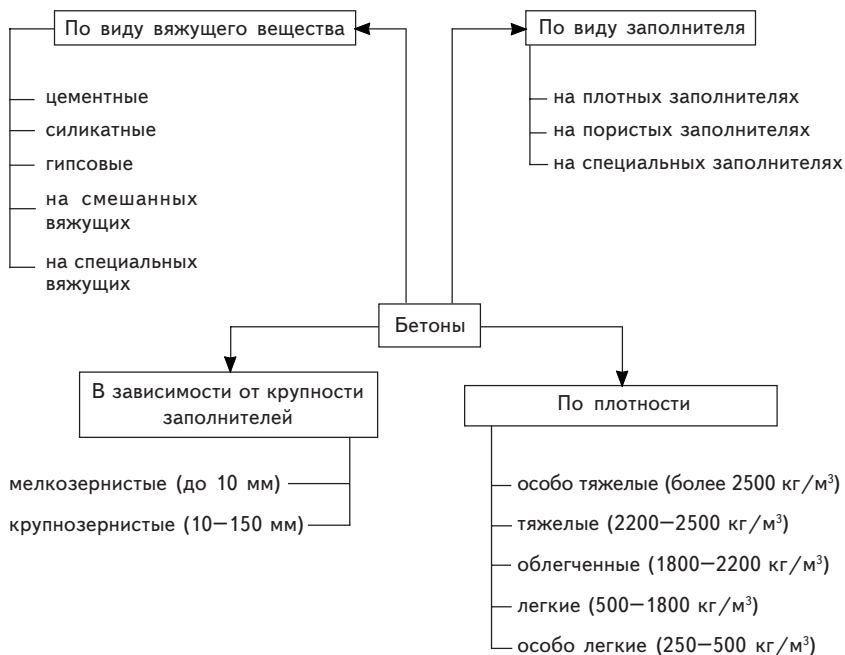 По виду вяжущего вещества
цементные
силикатные
гипсовые
на смешанных
вяжущих
на специальных
вяжущих
По виду заполнителя
на плотных заполнителях
на пористых заполнителях
на специальных заполнителях
Бетоны
В зависимости от крупности
заполнителей
мелкозернистые (до 10 мм)
крупнозернистые (10—150 мм)
По плотности
особо тяжелые (более 2500 кг/м³)
тяжелые (2200—2500 кг/м³)
облегченные (1800—2200 кг/м³)
легкие (500—1800 кг/м³)
особо легкие (250—500 кг/м³)